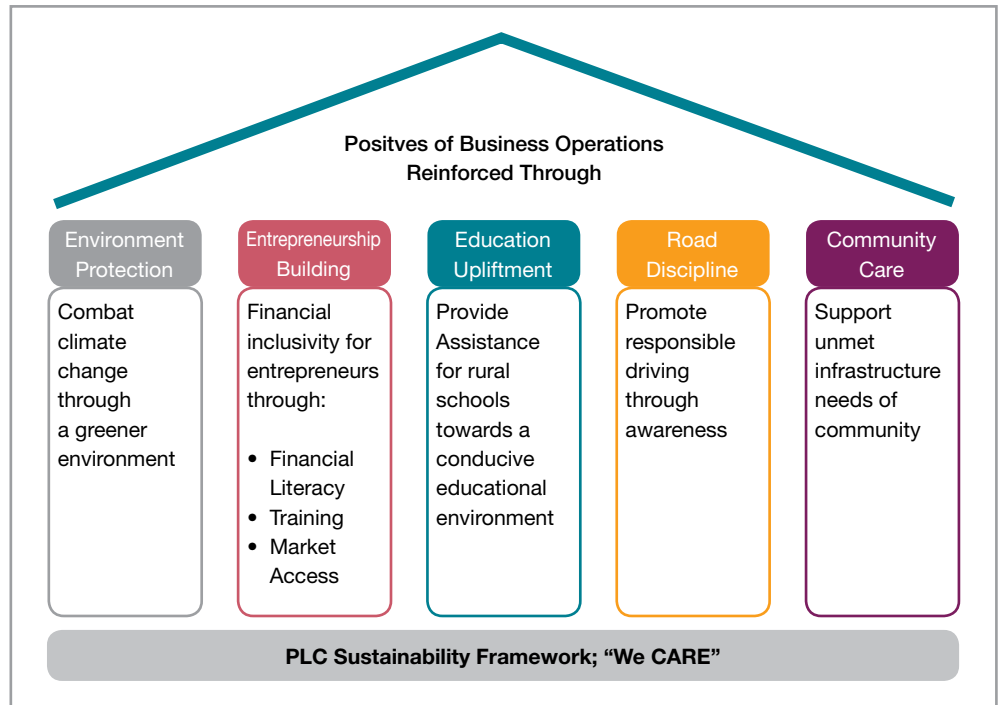 Positves of Business Operations
Reinforced Through
Environment
Protection
Combat
climate
change
through
a greener
environment
Entrepreneurship
Building
Financial
inclusivity for
entrepreneurs
through:
• Financial
Literacy
• Training
• Market
Access
Education
Upliftment
Provide
Assistance
for rural
schools
towards a
conducive
educational
environment
Road
Discipline
Promote
responsible
driving
through
awareness
Community
Care
Support
unmet
infrastructure
needs of
community
PLC Sustainability Framework; “We CARE”